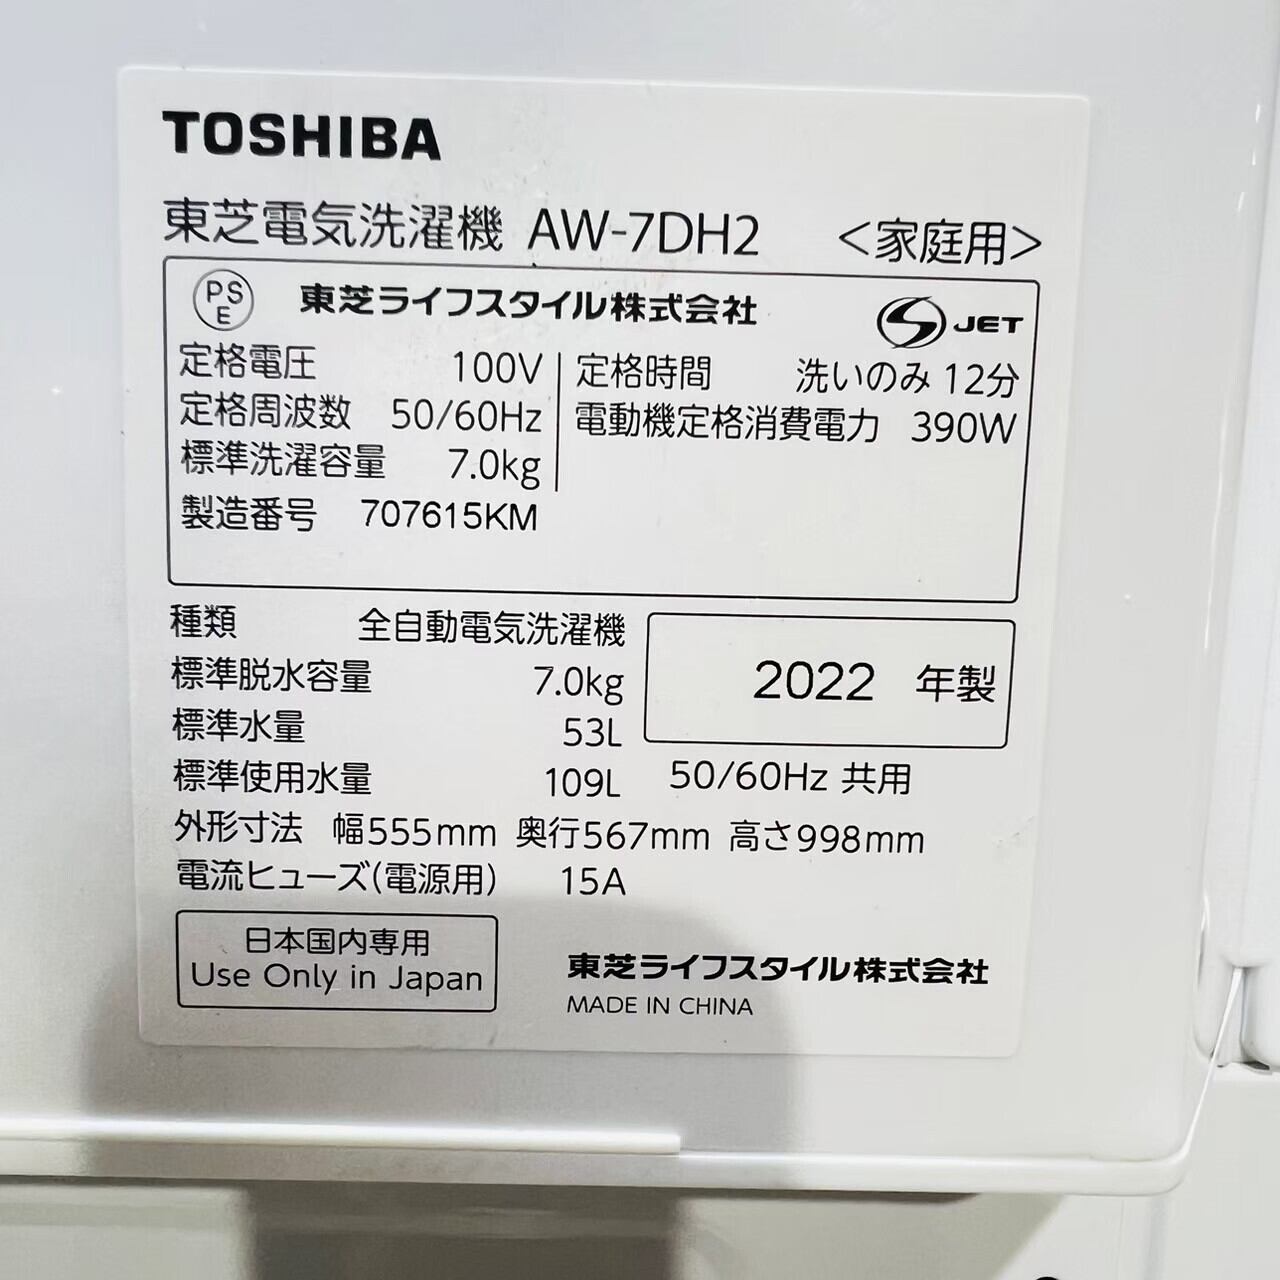 TOSHIBA
東芝電気洗濯機 AW-7DH2 <家庭用>
PSE 東芝ライフスタイル株式会社 S JET
定格電圧 100V 定格時間 洗いのみ 12分
定格周波数 50/60Hz 電動機定格消費電力 390W
標準洗濯容量 7.0kg
製造番号 707615KM
種類 全自動電気洗濯機
標準脱水容量 7.0kg 2022 年製
標準水量 53L
標準使用水量 109L 50/60Hz 共用
外形寸法 幅555mm 奥行567mm 高さ998mm
電流ヒューズ(電源用) 15A
日本国内専用
Use Only in Japan
東芝ライフスタイル株式会社
MADE IN CHINA